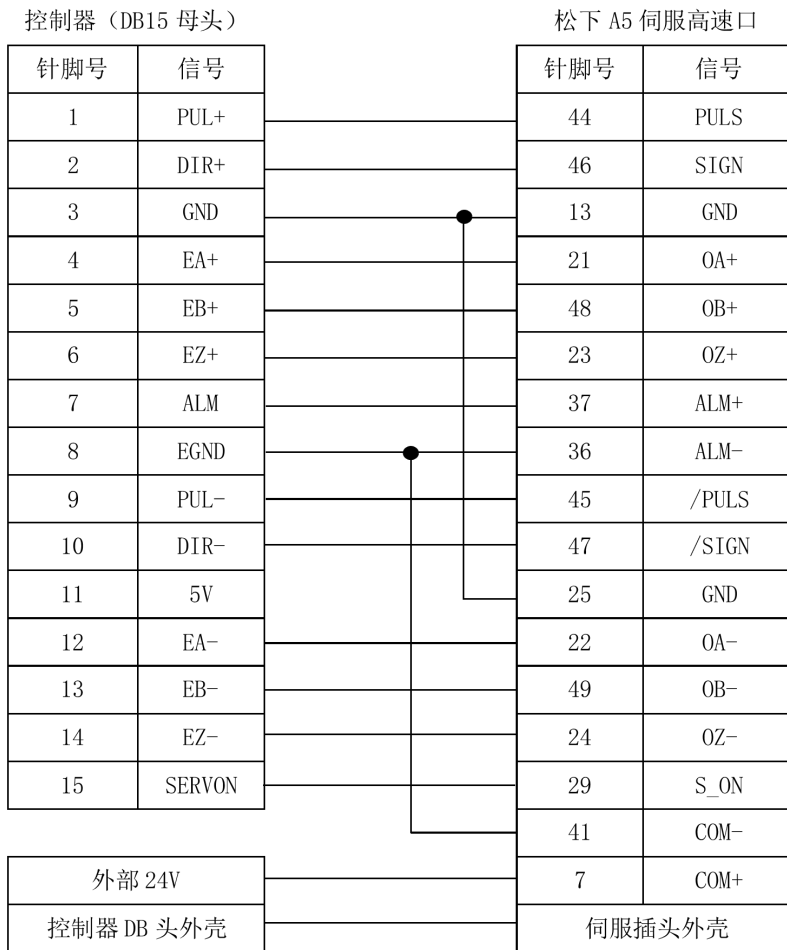 控制器（DB15 母头） 松下 A5 伺服高速口
针脚号 信号 针脚号 信号
1 PUL+ 44 PULS
2 DIR+ 46 SIGN
3 GND 13 GND
4 EA+ 21 OA+
5 EB+ 48 OB+
6 EZ+ 23 OZ+
7 ALM 37 ALM+
8 EGND 36 ALM-
9 PUL- 45 /PULS
10 DIR- 47 /SIGN
11 5V 25 GND
12 EA- 22 OA-
13 EB- 49 OB-
14 EZ- 24 OZ-
15 SERVON 29 S_ON
41 COM-
外部 24V 7 COM+
控制器 DB 头外壳 伺服插头外壳